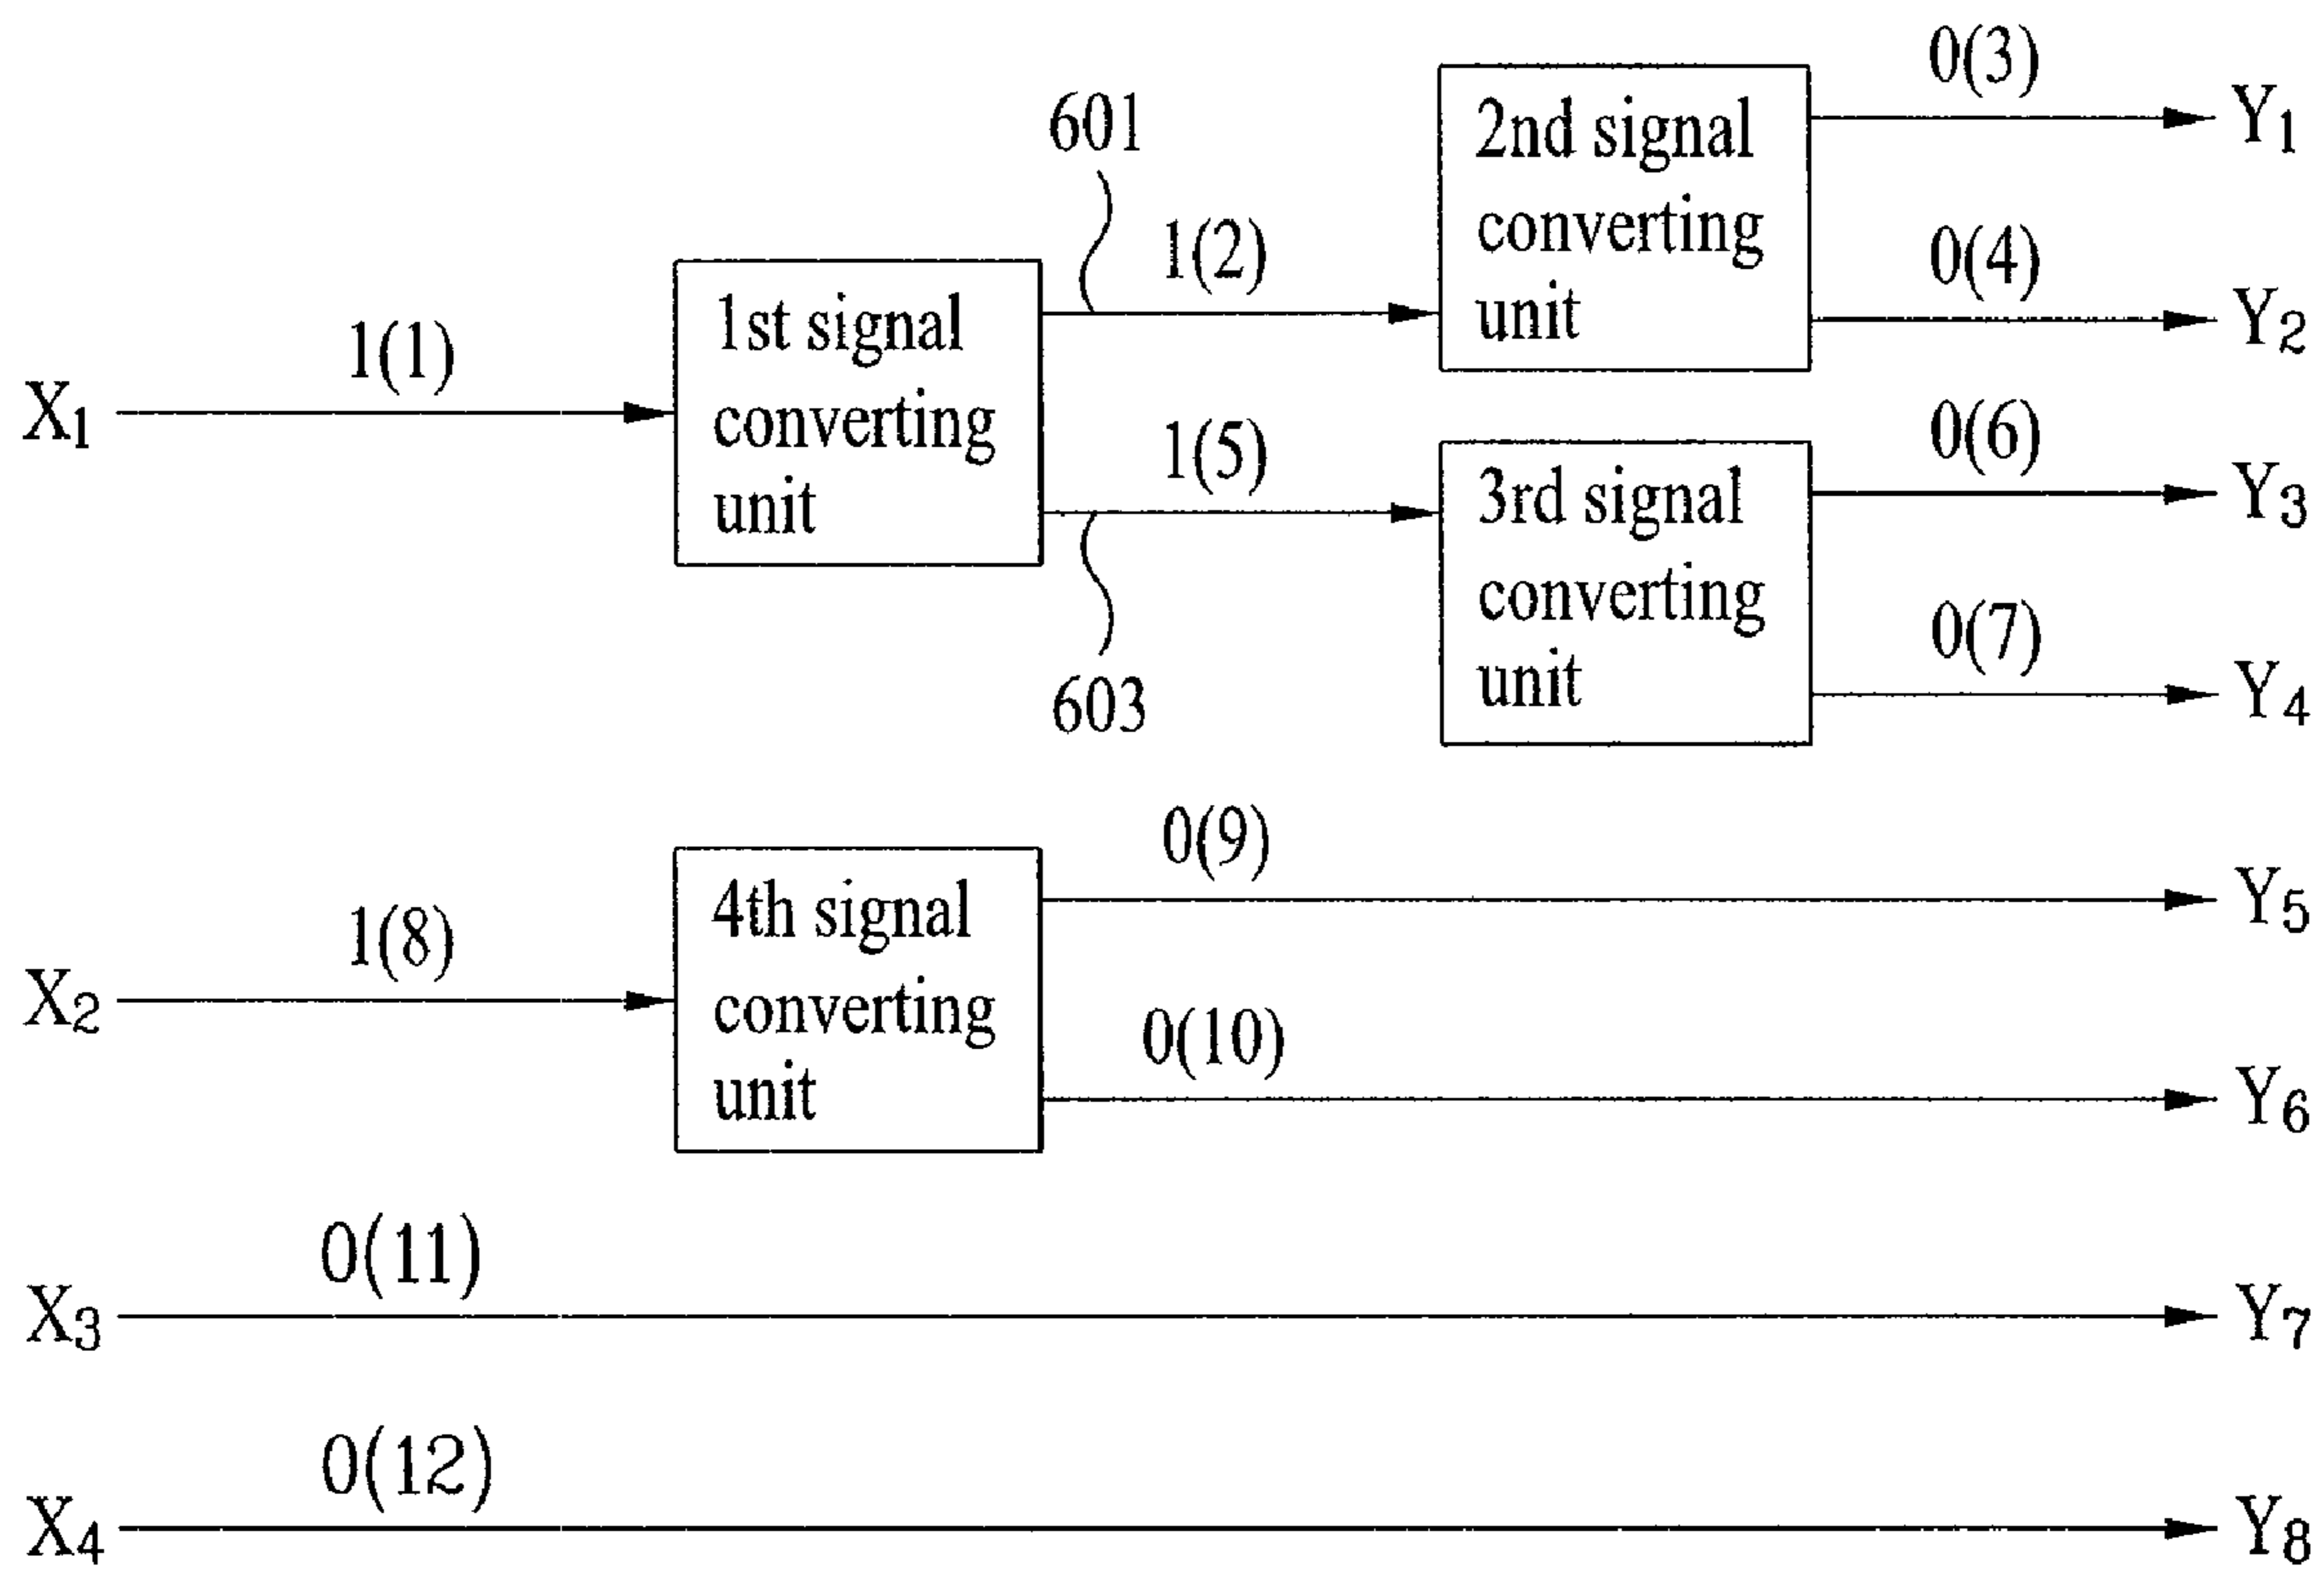 0(3)
Y1
601
2nd signal
converting
unit
1(2)
0(4)
Y2
1(1)
X1
1st signal
converting
unit
1(5)
603
0(6)
Y3
3rd signal
converting
unit
0(7)
Y4
0(9)
Y5
1(8)
X2
4th signal
converting
unit
0(10)
Y6
0(11)
X3
Y7
0(12)
X4
Y8